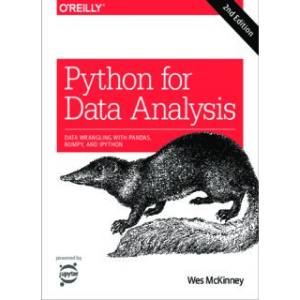 O'REILLY®
2nd Edition
Python for
Data Analysis
DATA WRANGLING WITH PANDAS,
NUMPY, AND IPYTHON
powered by
jupyter
Wes McKinney